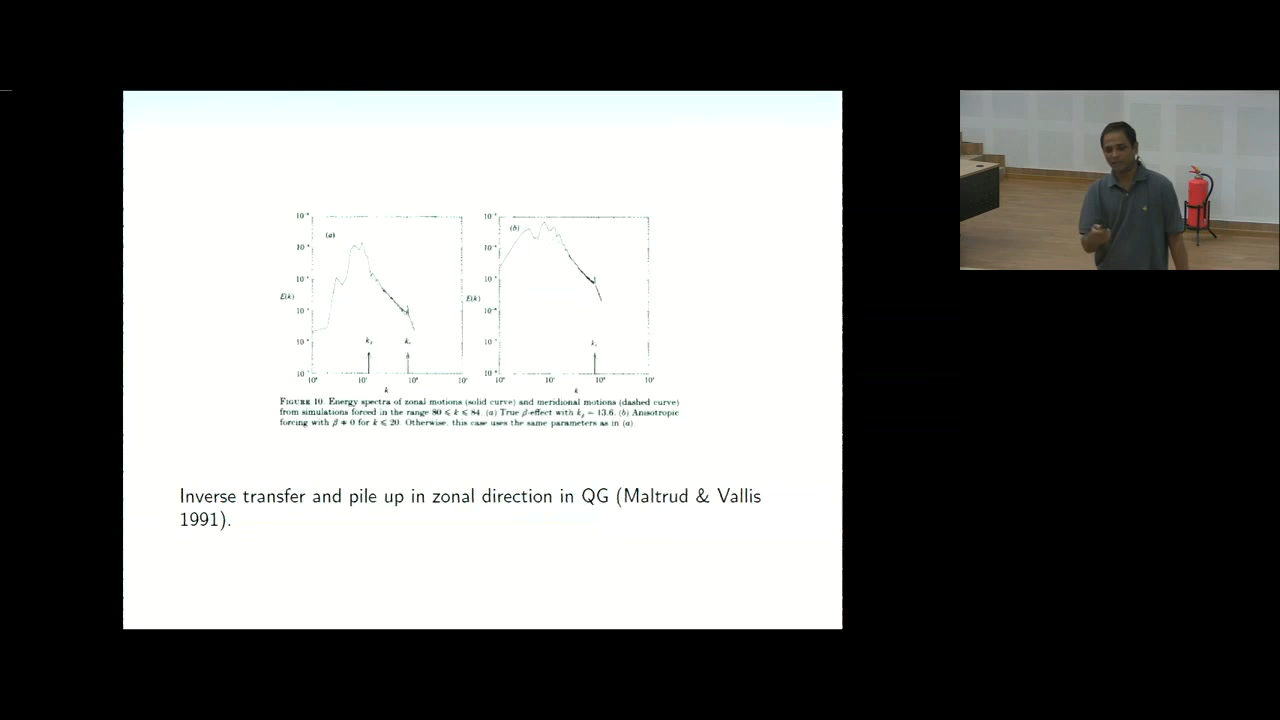 (a)
(b)
E(k)
E(k)
k
k
FIGURE 10. Energy spectra of zonal motions (solid curve) and meridional motions (dashed curve)
from simulations forced in the range 80 ⩽ k ⩽ 84. (a) True β-effect with kβ = 13.6. (b) Anisotropic
forcing with β ≠ 0 for k ⩽ 20. Otherwise, this case uses the same parameters as in (a)
Inverse transfer and pile up in zonal direction in QG (Maltrud & Vallis
1991).